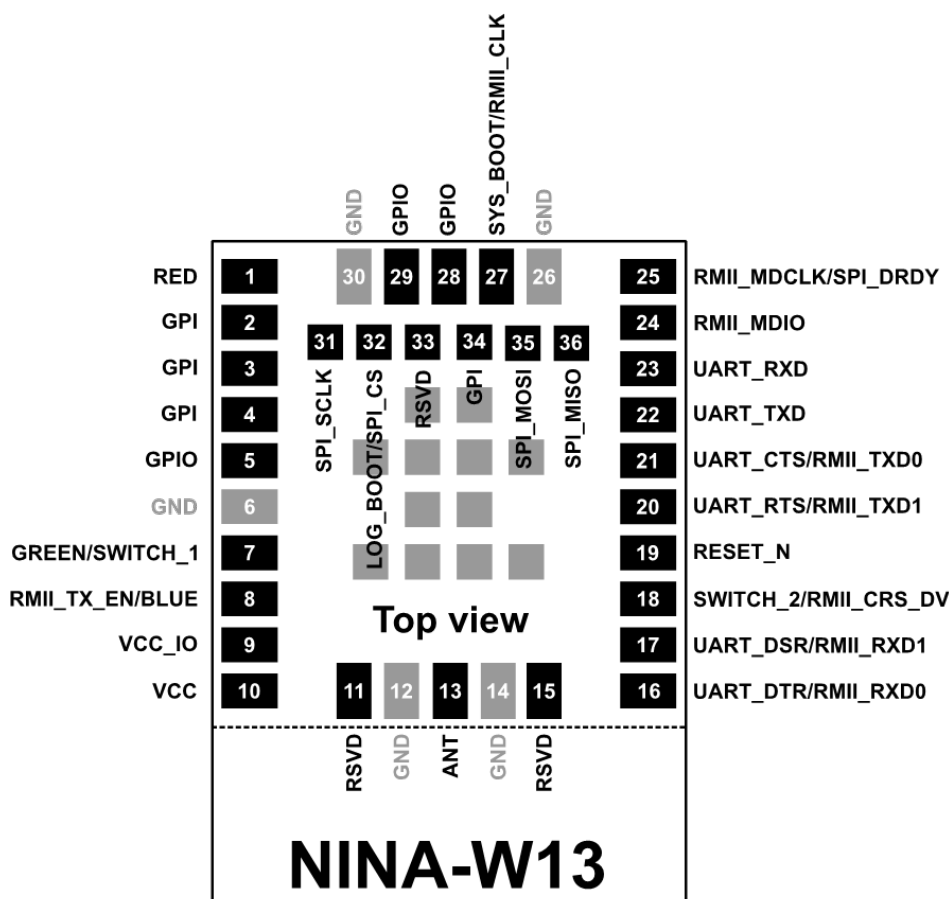 SYS_BOOT/RMII_CLK
GND
GPIO
GPIO
GND
30
29
28
27
26
RED 1
25 RMII_MDCLK/SPI_DRDY
GPI 2
24 RMII_MDIO
31
32
33
34
35
36
GPI 3
23 UART_RXD
SPI_SCLK
LOG_BOOT/SPI_CS
RSVD
GPI
SPI_MOSI
SPI_MISO
GPI 4
22 UART_TXD
GPIO 5
21 UART_CTS/RMII_TXD0
GND 6
20 UART_RTS/RMII_TXD1
GREEN/SWITCH_1 7
19 RESET_N
RMII_TX_EN/BLUE 8
18 SWITCH_2/RMII_CRS_DV
Top view
VCC_IO 9
17 UART_DSR/RMII_RXD1
VCC 10
11
12
13
14
15
16 UART_DTR/RMII_RXD0
RSVD
GND
ANT
GND
RSVD
NINA-W13